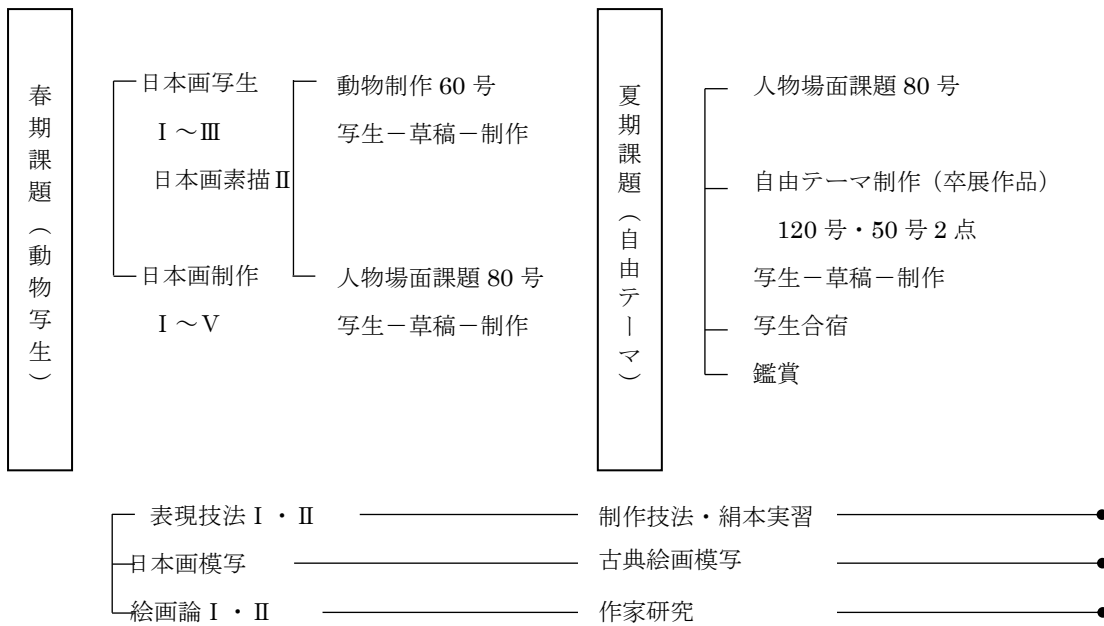 春期課題（動物写生）
日本画写生
Ⅰ～Ⅲ
日本画素描Ⅱ
日本画制作
Ⅰ～Ⅴ
動物制作 60 号
写生－草稿－制作
人物場面課題 80 号
写生－草稿－制作
夏期課題（自由テーマ）
人物場面課題 80 号
自由テーマ制作（卒展作品）
120 号・50 号 2 点
写生－草稿－制作
写生合宿
鑑賞
表現技法Ⅰ・Ⅱ 制作技法・絹本実習
日本画模写 古典絵画模写
絵画論Ⅰ・Ⅱ 作家研究